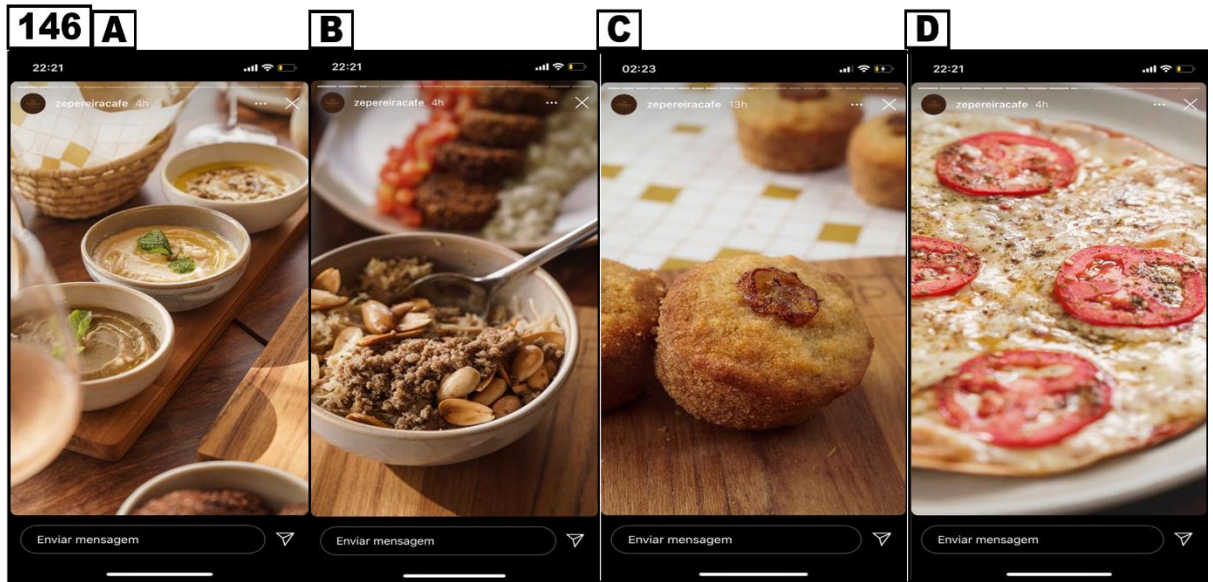 146 A B C D
22:21
zepereiracafe 4h
Enviar mensagem
22:21
zepereiracafe 4h
Enviar mensagem
02:23
zepereiracafe 13h
Enviar mensagem
22:21
zepereiracafe 4h
Enviar mensagem